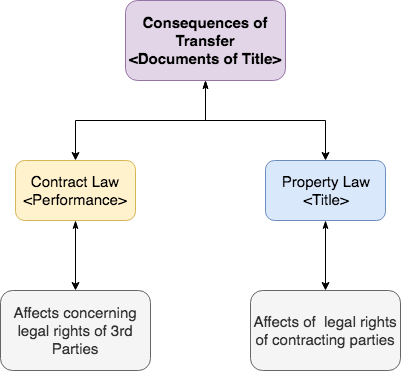 Consequences of
Transfer
<Documents of Title>
Contract Law
<Performance>
Property Law
<Title>
Affects concerning
legal rights of 3rd
Parties
Affects of legal rights
of contracting parties